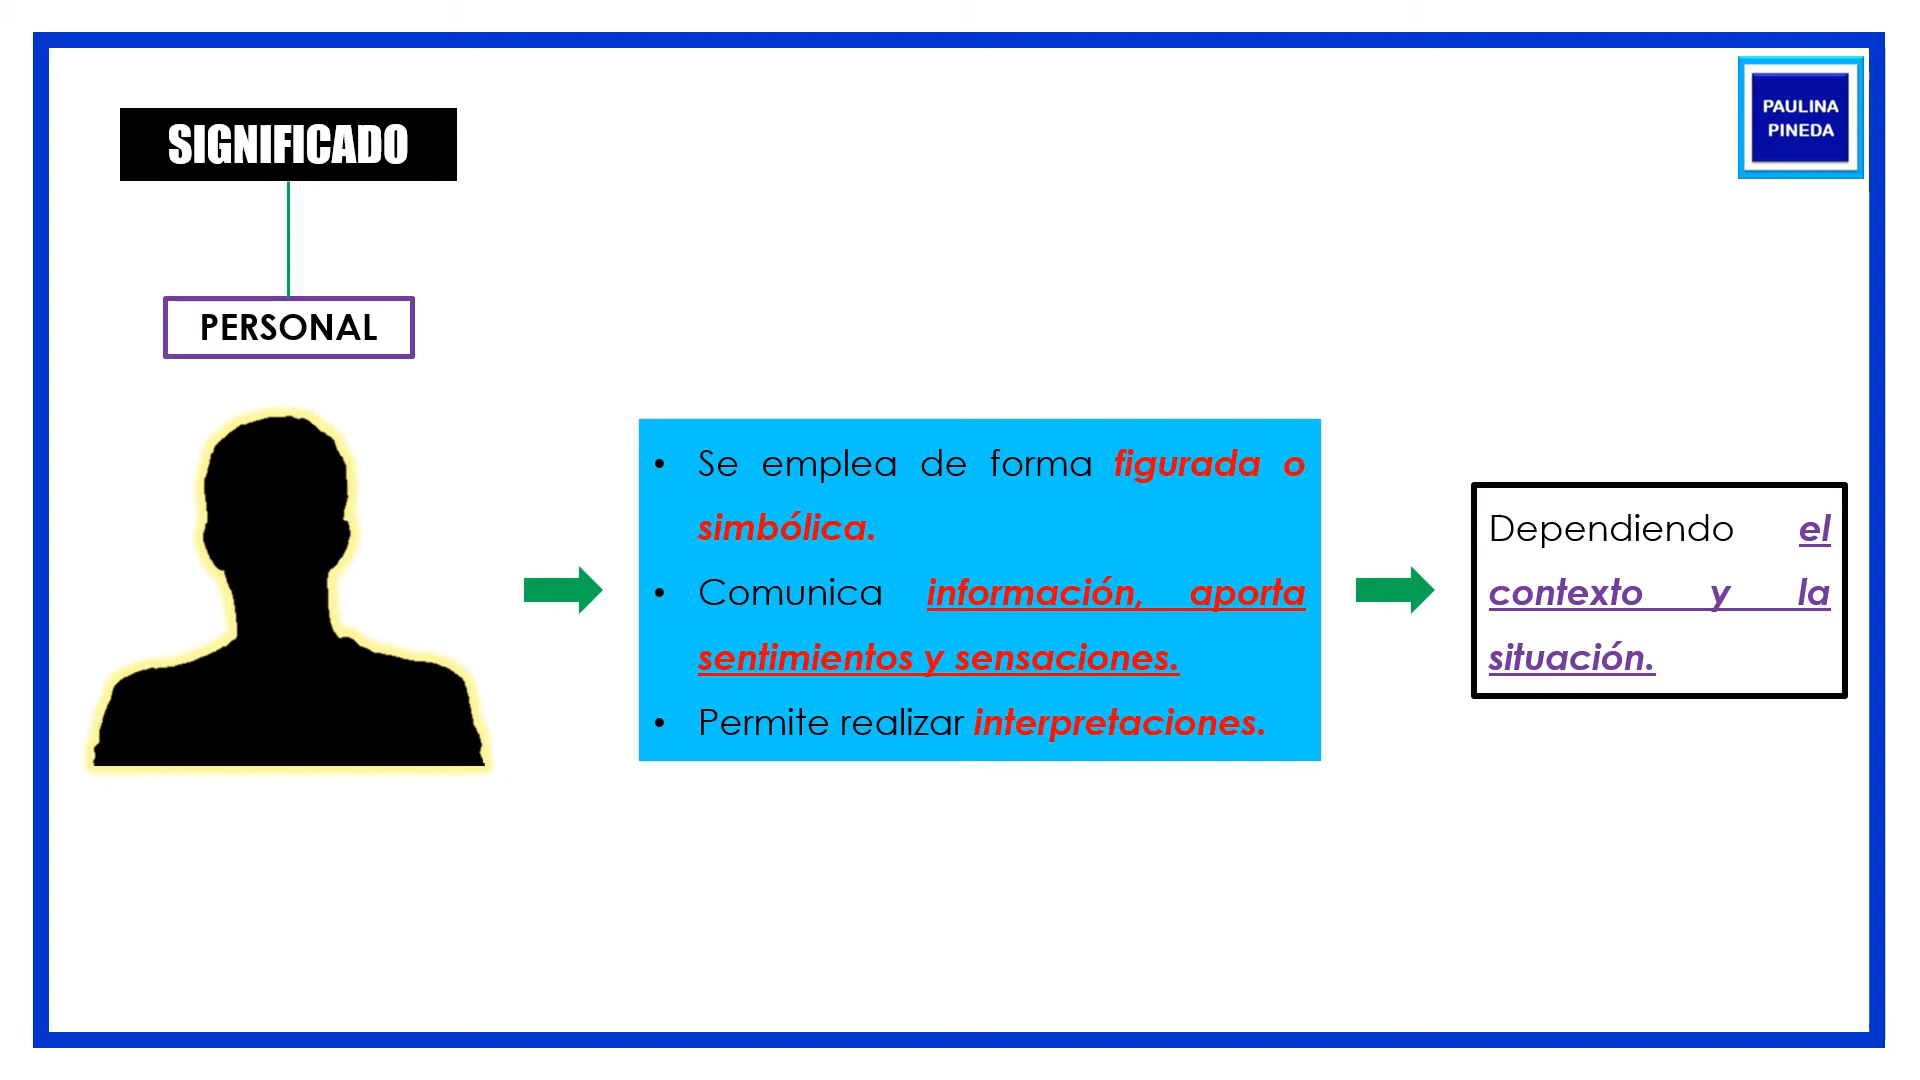 SIGNIFICADO
PAULINA
PINEDA
PERSONAL
• Se emplea de forma figurada o
simbólica.
• Comunica información, aporta
sentimientos y sensaciones.
• Permite realizar interpretaciones.
Dependiendo el
contexto y la
situación.